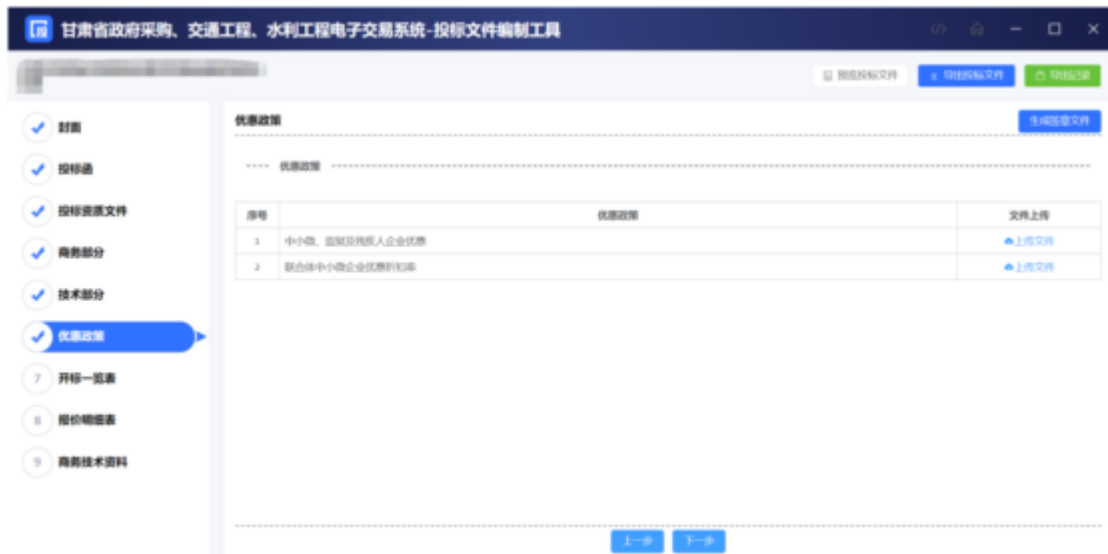 投 甘肃省政府采购、交通工程、水利工程电子交易系统-投标文件编制工具
预览投标文件 导出投标文件 导出记录
封面
投标函
投标资质文件
商务部分
技术部分
优惠政策
7 开标一览表
8 报价明细表
9 商务技术资料
优惠政策 生成签章文件
优惠政策
序号 优惠政策 文件上传
1 中小微、监狱及残疾人企业优惠 上传文件
2 联合体中小微企业优惠折扣率 上传文件
上一步 下一步